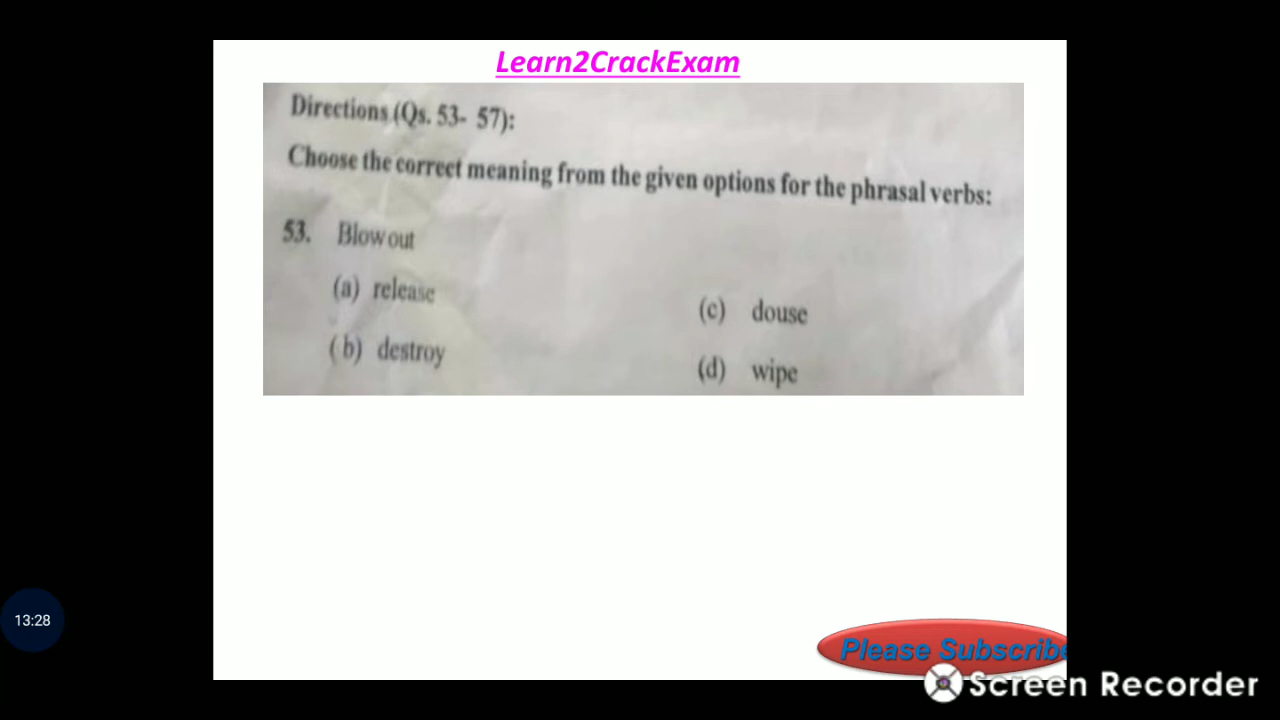 Learn2CrackExam
Directions (Qs. 53- 57):
Choose the correct meaning from the given options for the phrasal verbs:
53. Blow out
(a) release
(c) douse
(b) destroy
(d) wipe
13:28
Please Subscribe
Screen Recorder